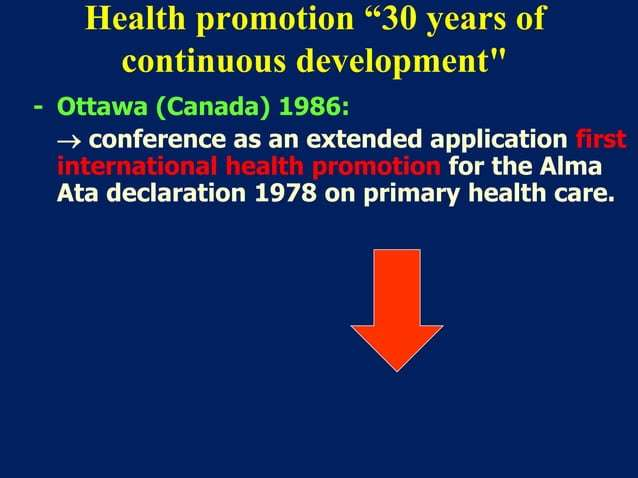 Health promotion “30 years of
continuous development"
- Ottawa (Canada) 1986:
→ conference as an extended application first
international health promotion for the Alma
Ata declaration 1978 on primary health care.